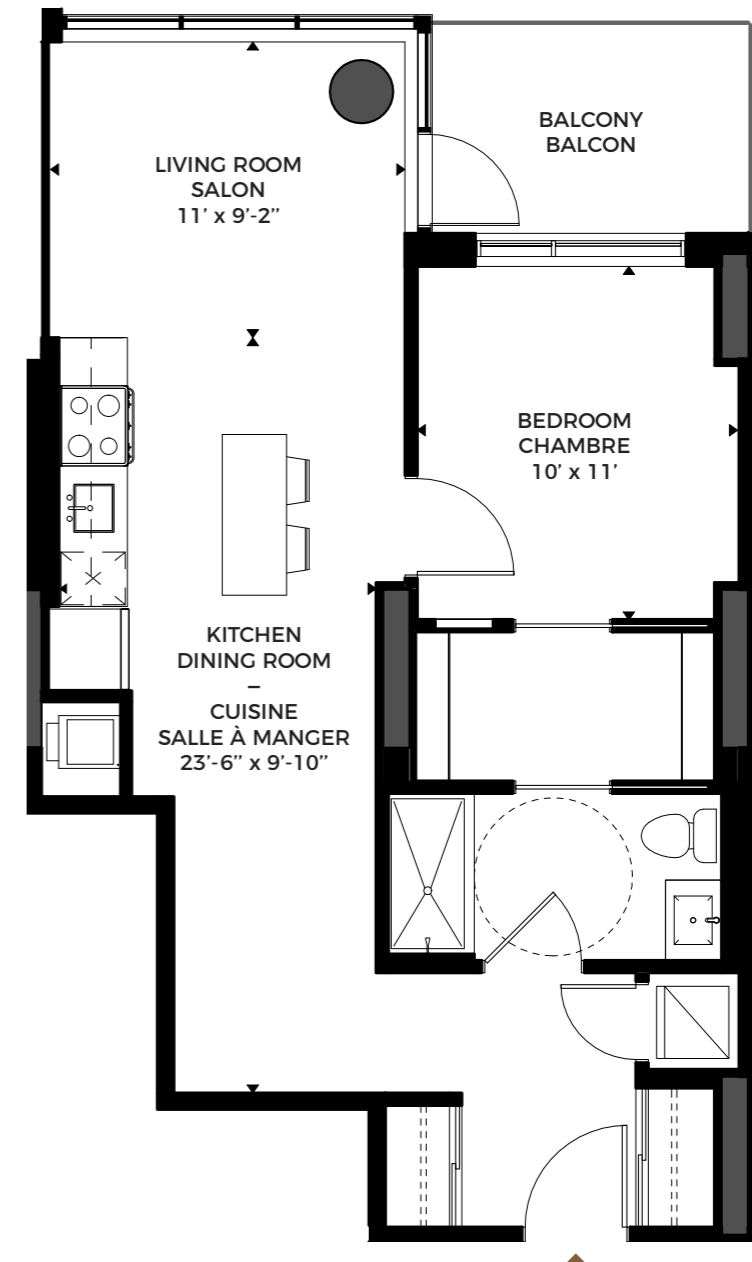 BALCONY
BALCON
LIVING ROOM
SALON
11’ x 9’-2”
BEDROOM
CHAMBRE
10’ x 11’
KITCHEN
DINING ROOM
–
CUISINE
SALLE À MANGER
23’-6” x 9’-10”